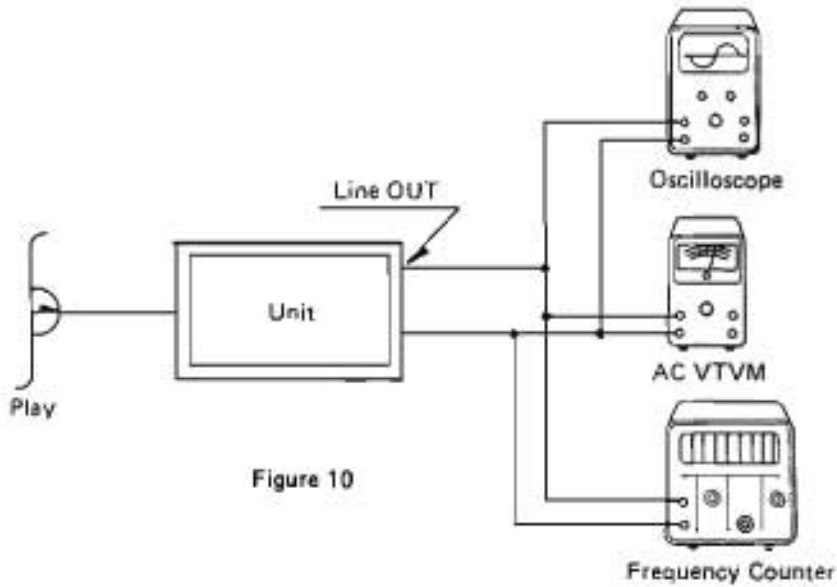 Oscilloscope
Line OUT
Unit
AC VTVM
Play
Figure 10
Frequency Counter